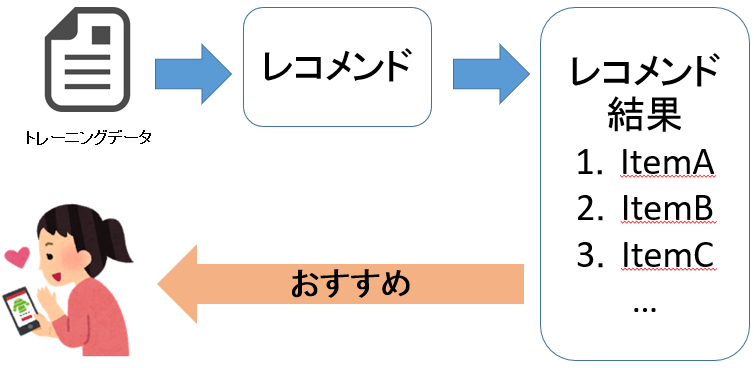 トレーニングデータ
レコメンド
レコメンド
結果
1. ItemA
2. ItemB
3. ItemC
...
おすすめ